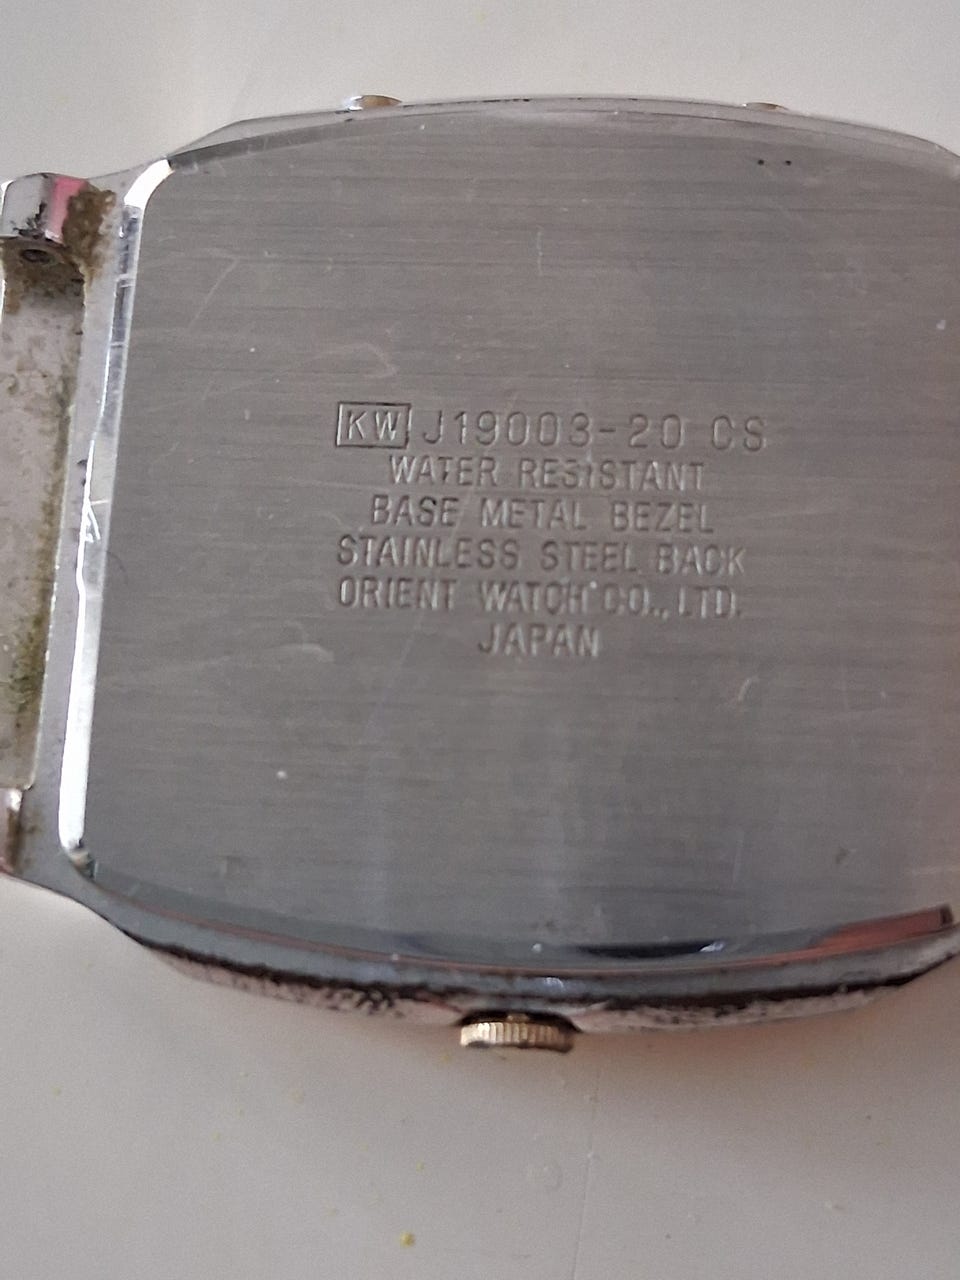 KW J19003-20 CS
WATER RESISTANT
BASE METAL BEZEL
STAINLESS STEEL BACK
ORIENT WATCH CO., LTD.
JAPAN